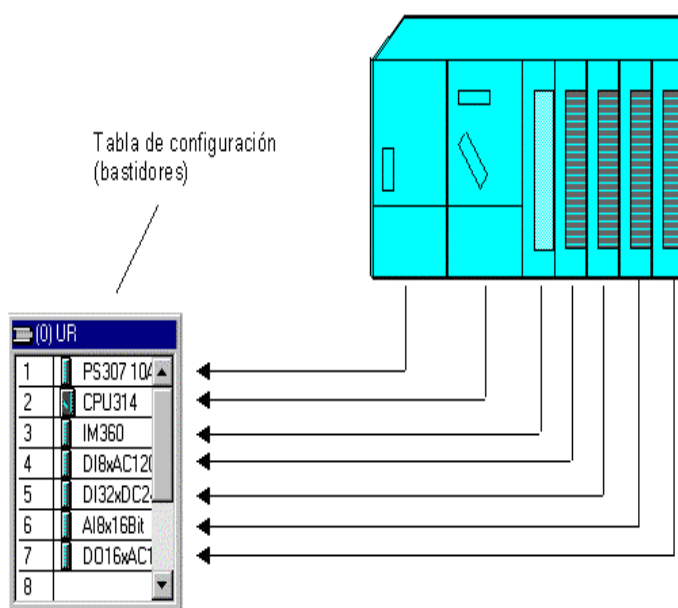 Tabla de configuración
(bastidores)
(0) UR
1 PS307 10A
2 CPU314
3 IM360
4 DI8xAC120
5 DI32xDC24
6 AI8x16Bit
7 DO16xAC1
8